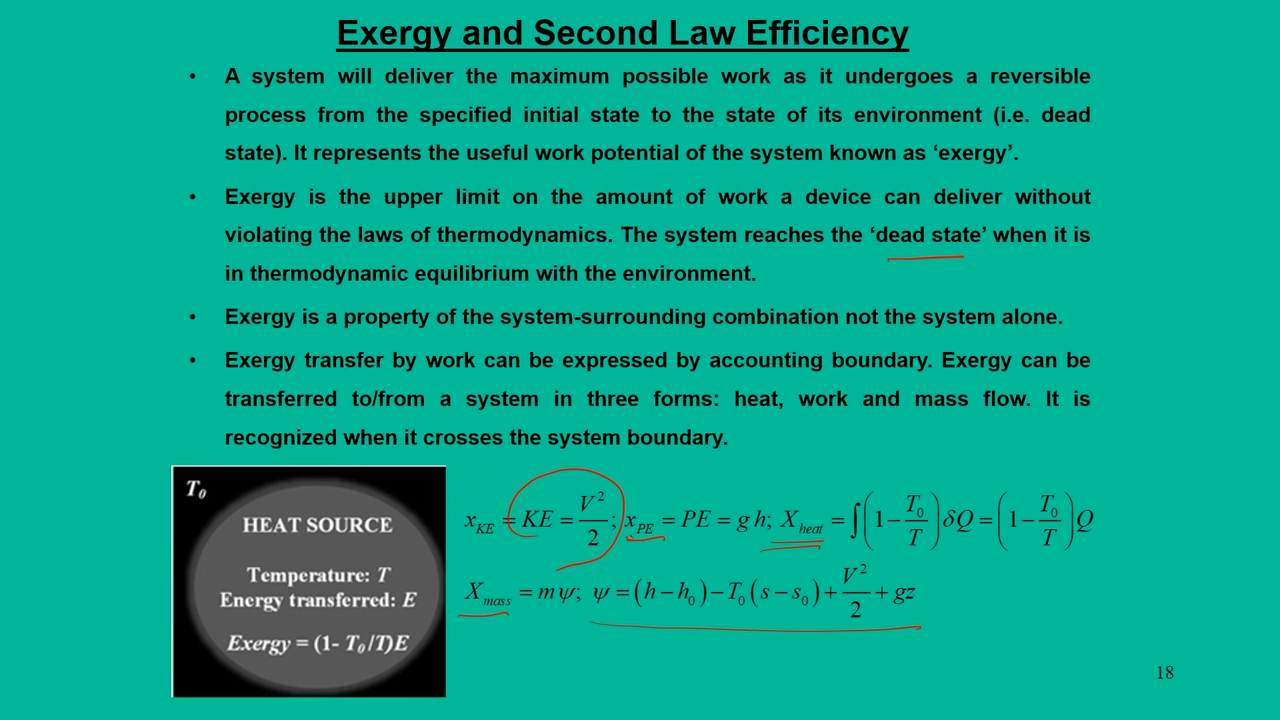 Exergy and Second Law Efficiency
• A system will deliver the maximum possible work as it undergoes a reversible
process from the specified initial state to the state of its environment (i.e. dead
state). It represents the useful work potential of the system known as ‘exergy’.
• Exergy is the upper limit on the amount of work a device can deliver without
violating the laws of thermodynamics. The system reaches the ‘dead state’ when it is
in thermodynamic equilibrium with the environment.
• Exergy is a property of the system-surrounding combination not the system alone.
• Exergy transfer by work can be expressed by accounting boundary. Exergy can be
transferred to/from a system in three forms: heat, work and mass flow. It is
recognized when it crosses the system boundary.
T₀
HEAT SOURCE
Temperature: T
Energy transferred: E
Exergy = (1- T₀/T)E
x_KE = KE = V²/2; x_PE = PE = g h; X_heat = ∫(1 − T₀/T)δQ = (1 − T₀/T)Q
X_mass = mψ; ψ = (h − h₀) − T₀(s − s₀) + V²/2 + gz
18